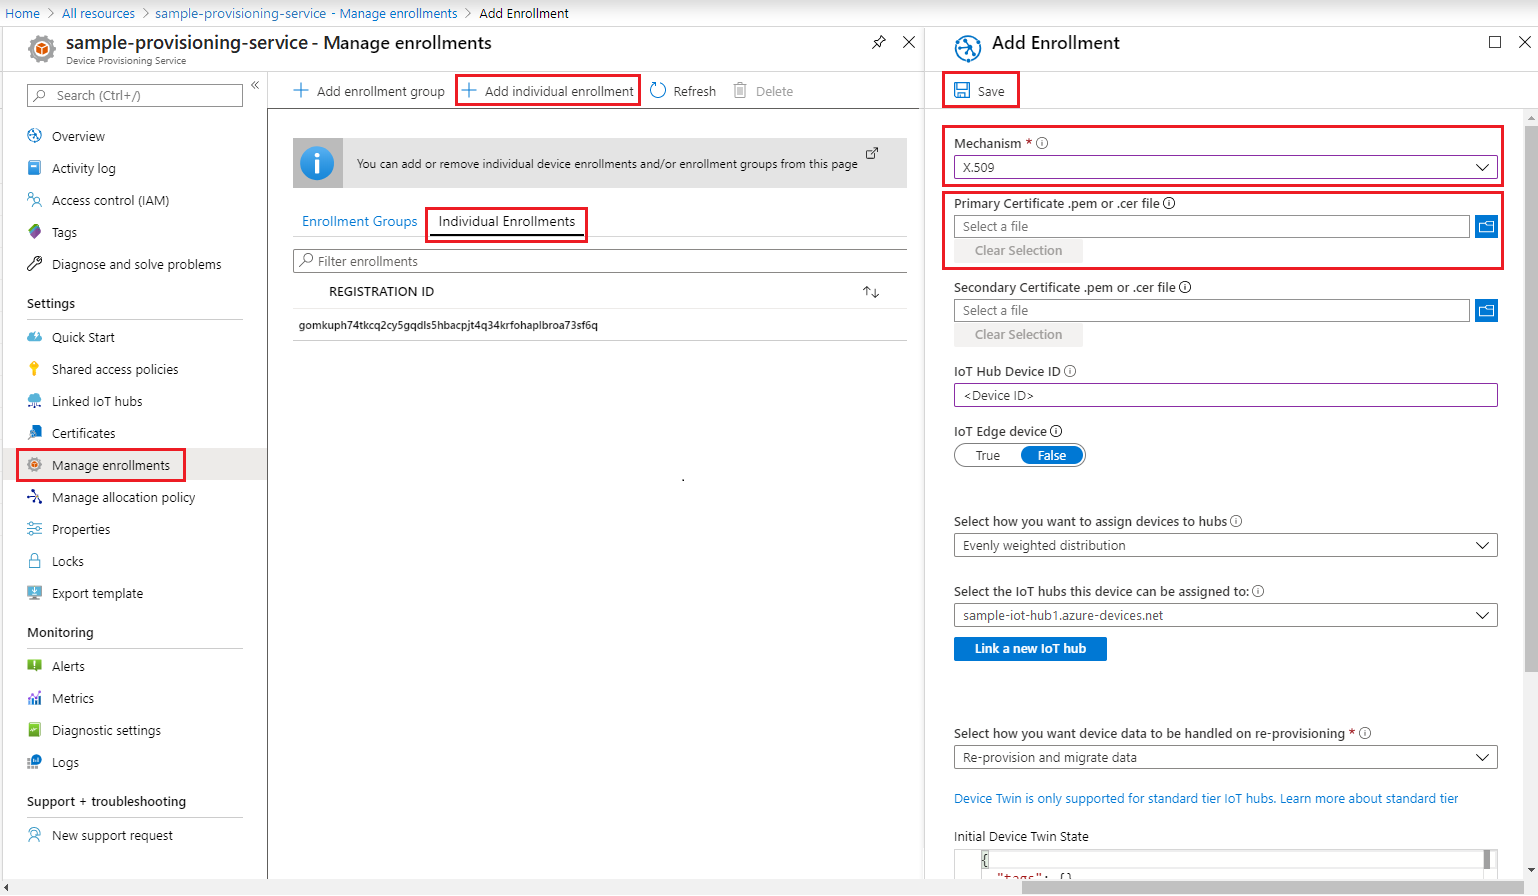 Home > All resources > sample-provisioning-service - Manage enrollments > Add Enrollment
sample-provisioning-service - Manage enrollments
Device Provisioning Service
Search (Ctrl+/)
Overview
Activity log
Access control (IAM)
Tags
Diagnose and solve problems
Settings
Quick Start
Shared access policies
Linked IoT hubs
Certificates
Manage enrollments
Manage allocation policy
Properties
Locks
Export template
Monitoring
Alerts
Metrics
Diagnostic settings
Logs
Support + troubleshooting
New support request
Add enrollment group
Add individual enrollment
Refresh
Delete
You can add or remove individual device enrollments and/or enrollment groups from this page
Enrollment Groups
Individual Enrollments
Filter enrollments
REGISTRATION ID
gomkuph74tkcq2cy5gqdls5hbacpjt4q34krfohaplbroa73sf6q
Add Enrollment
Save
Mechanism *
X.509
Primary Certificate .pem or .cer file
Select a file
Clear Selection
Secondary Certificate .pem or .cer file
Select a file
Clear Selection
IoT Hub Device ID
<Device ID>
IoT Edge device
True
False
Select how you want to assign devices to hubs
Evenly weighted distribution
Select the IoT hubs this device can be assigned to:
sample-iot-hub1.azure-devices.net
Link a new IoT hub
Select how you want device data to be handled on re-provisioning *
Re-provision and migrate data
Device Twin is only supported for standard tier IoT hubs. Learn more about standard tier
Initial Device Twin State
{
"tags": {},